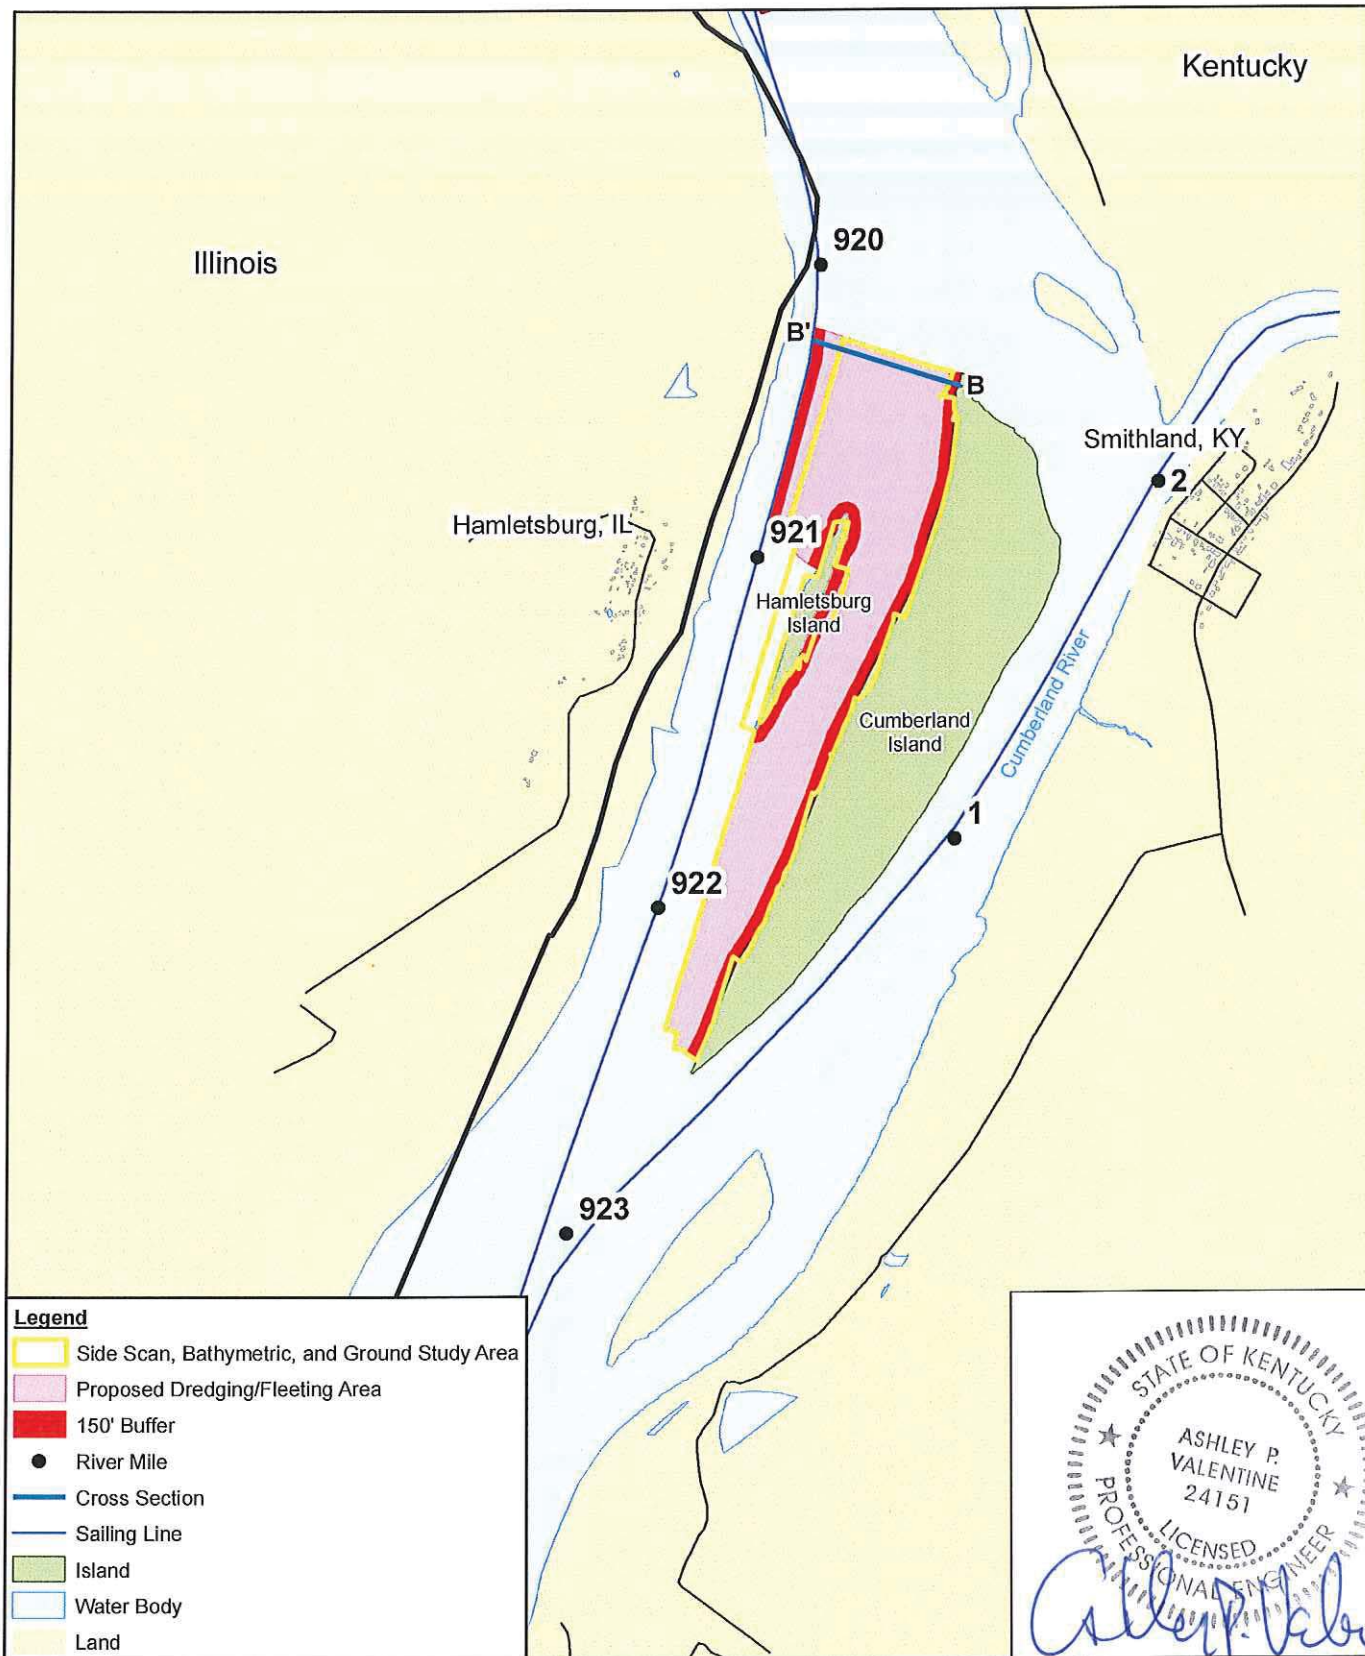 Kentucky
Illinois
920
B'
B
Smithland, KY
2
Hamletsburg, IL
921
Hamletsburg
Island
Cumberland
Island
Cumberland River
1
922
923
Legend
Side Scan, Bathymetric, and Ground Study Area
Proposed Dredging/Fleeting Area
150' Buffer
River Mile
Cross Section
Sailing Line
Island
Water Body
Land
STATE OF KENTUCKY
ASHLEY P.
VALENTINE
24151
LICENSED
PROFESSIONAL ENGINEER